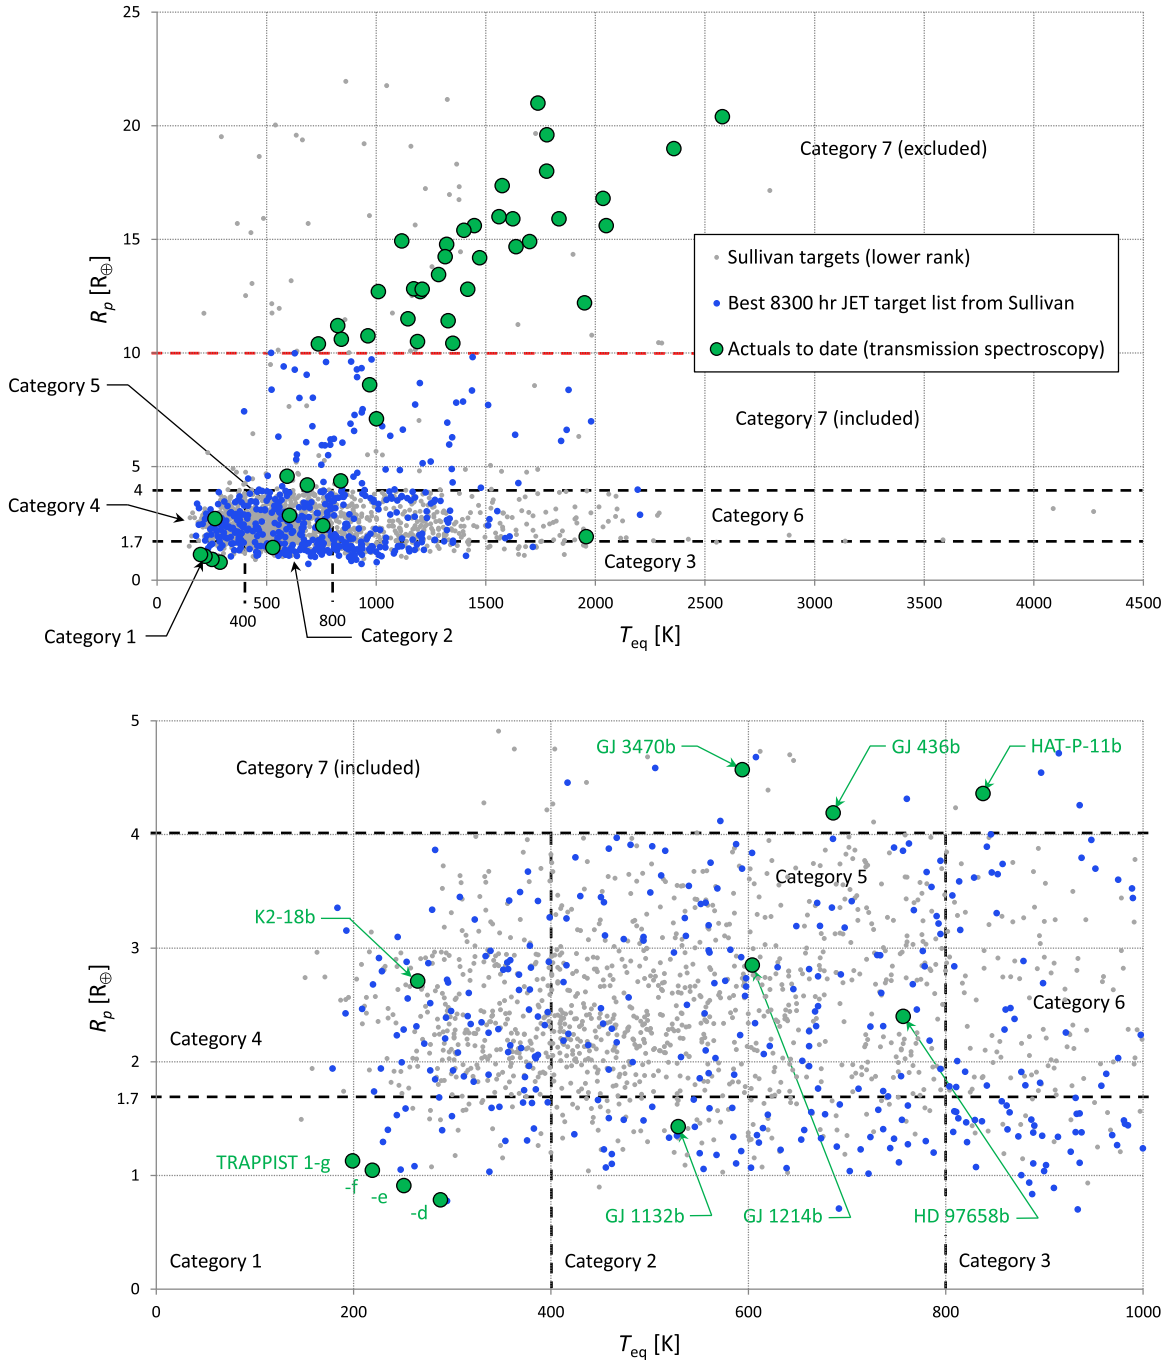 25
20
15
10
5
4
1.7
0
R_p [R⊕]
Category 7 (excluded)
Sullivan targets (lower rank)
Best 8300 hr JET target list from Sullivan
Actuals to date (transmission spectroscopy)
Category 5
Category 7 (included)
Category 4
Category 6
Category 3
0 500 1000 1500 2000 2500 3000 3500 4000 4500
400 800
Category 1
Category 2
T_eq [K]
5
4
3
2
1.7
1
0
R_p [R⊕]
GJ 3470b
GJ 436b
HAT-P-11b
Category 7 (included)
Category 5
K2-18b
Category 6
Category 4
TRAPPIST 1-g
-f
-e
-d
GJ 1132b
GJ 1214b
HD 97658b
Category 1
Category 2
Category 3
0 200 400 600 800 1000
T_eq [K]